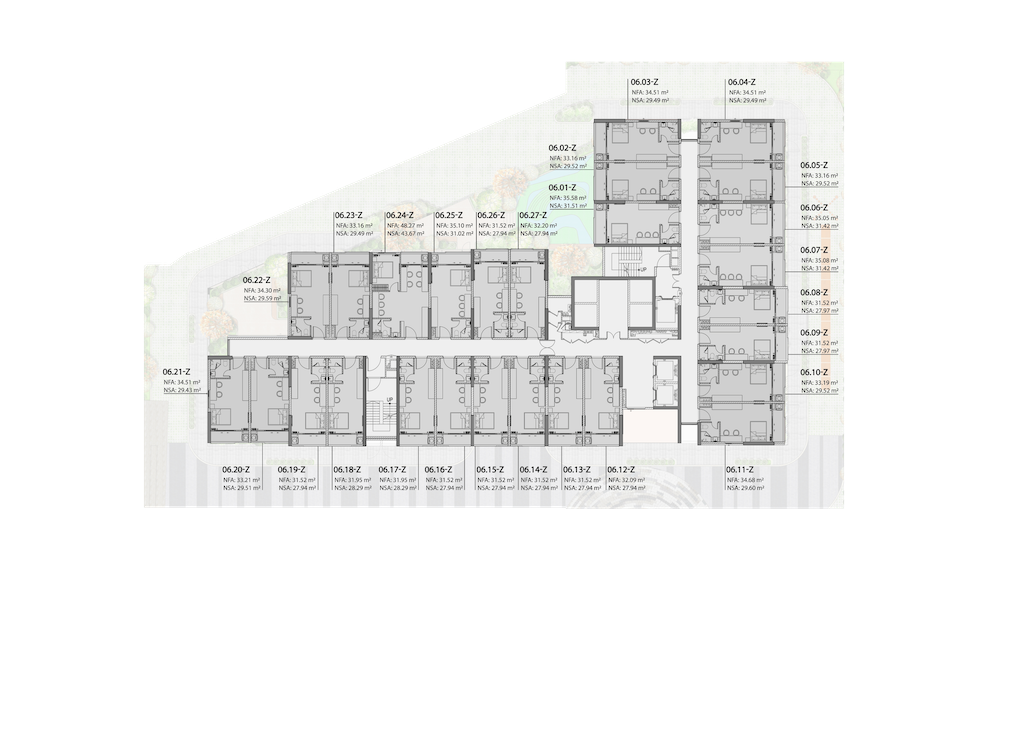 06.03-Z
NFA: 34.51 m²
NSA: 29.49 m²
06.04-Z
NFA: 34.51 m²
NSA: 29.49 m²
06.02-Z
NFA: 33.16 m²
NSA: 29.52 m²
06.05-Z
NFA: 33.16 m²
NSA: 29.52 m²
06.01-Z
NFA: 35.58 m²
NSA: 31.51 m²
06.06-Z
NFA: 35.05 m²
NSA: 31.42 m²
06.23-Z
NFA: 33.16 m²
NSA: 29.49 m²
06.24-Z
NFA: 48.27 m²
NSA: 43.67 m²
06.25-Z
NFA: 35.10 m²
NSA: 31.02 m²
06.26-Z
NFA: 31.52 m²
NSA: 27.94 m²
06.27-Z
NFA: 32.20 m²
NSA: 27.94 m²
06.07-Z
NFA: 35.08 m²
NSA: 31.42 m²
UP
06.22-Z
NFA: 34.30 m²
NSA: 29.59 m²
06.08-Z
NFA: 31.52 m²
NSA: 27.97 m²
06.09-Z
NFA: 31.52 m²
NSA: 27.97 m²
06.21-Z
NFA: 34.51 m²
NSA: 29.43 m²
06.10-Z
NFA: 33.19 m²
NSA: 29.52 m²
UP
06.20-Z
NFA: 33.21 m²
NSA: 29.51 m²
06.19-Z
NFA: 31.52 m²
NSA: 27.94 m²
06.18-Z
NFA: 31.95 m²
NSA: 28.29 m²
06.17-Z
NFA: 31.95 m²
NSA: 28.29 m²
06.16-Z
NFA: 31.52 m²
NSA: 27.94 m²
06.15-Z
NFA: 31.52 m²
NSA: 27.94 m²
06.14-Z
NFA: 31.52 m²
NSA: 27.94 m²
06.13-Z
NFA: 31.52 m²
NSA: 27.94 m²
06.12-Z
NFA: 32.09 m²
NSA: 27.94 m²
06.11-Z
NFA: 34.68 m²
NSA: 29.60 m²